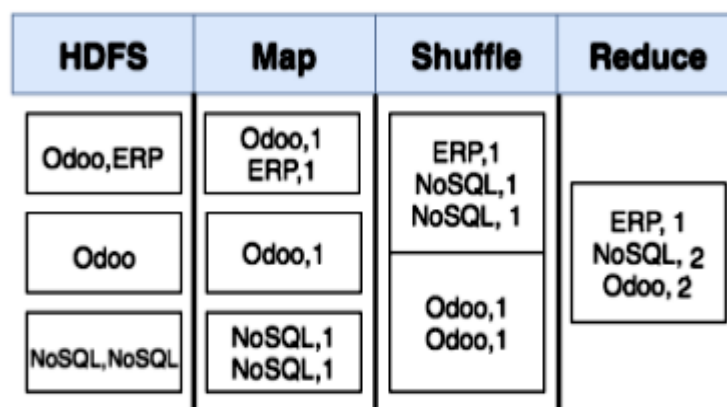 HDFS
Map
Shuffle
Reduce
Odoo,ERP
Odoo
NoSQL,NoSQL
Odoo,1
ERP,1
Odoo,1
NoSQL,1
NoSQL,1
ERP,1
NoSQL,1
NoSQL, 1
Odoo,1
Odoo,1
ERP, 1
NoSQL, 2
Odoo, 2